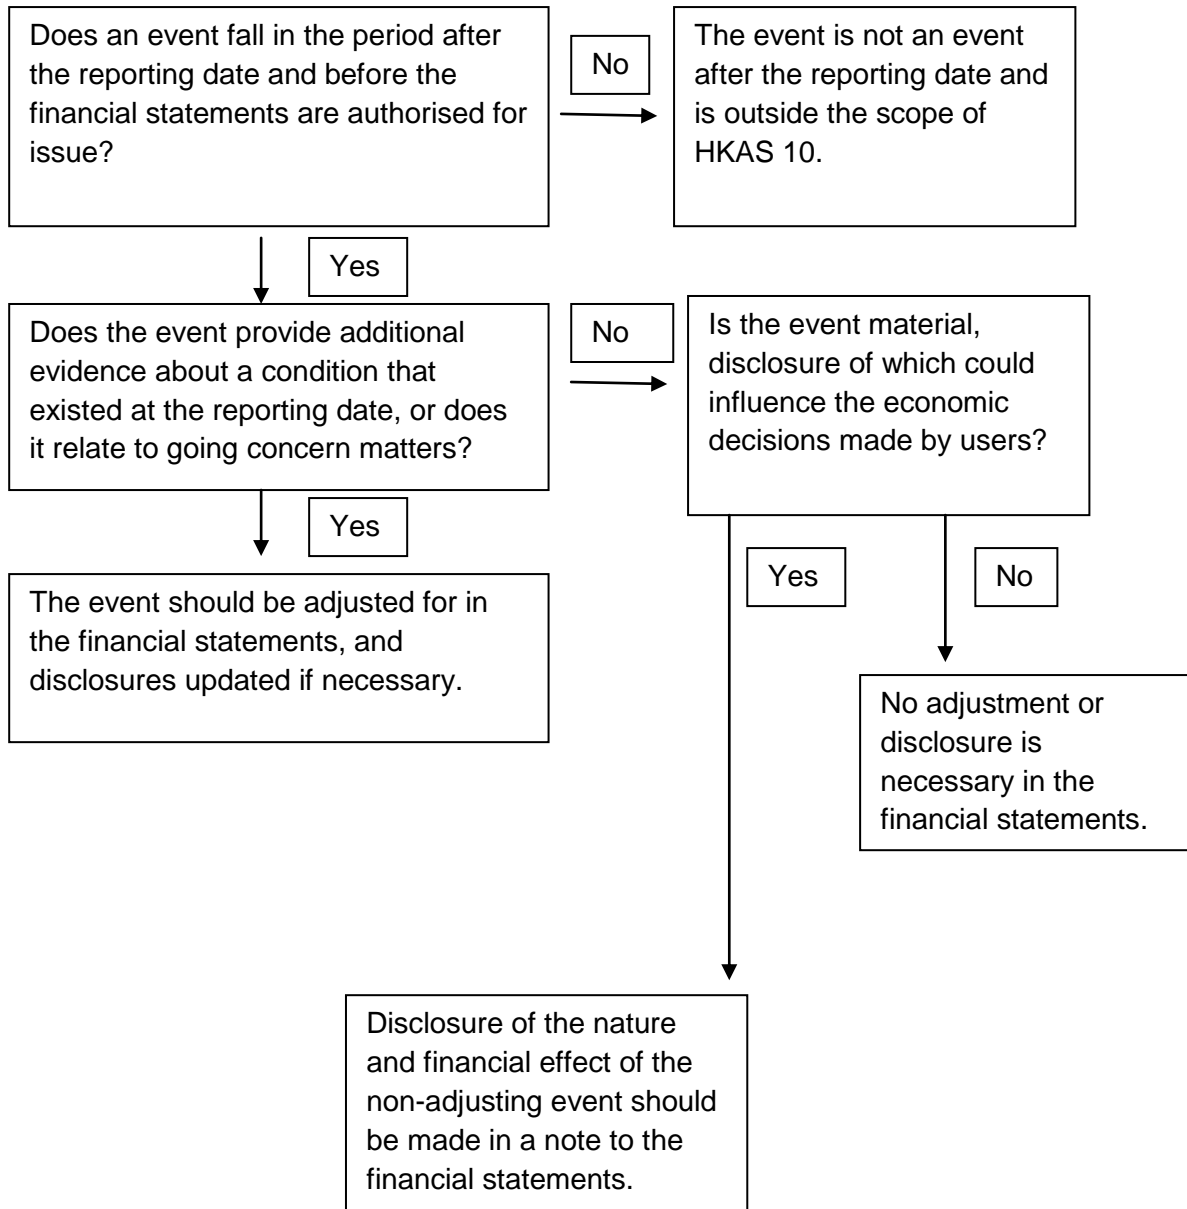 Does an event fall in the period after
the reporting date and before the
financial statements are authorised for
issue?
No
The event is not an event
after the reporting date and
is outside the scope of
HKAS 10.
Yes
Does the event provide additional
evidence about a condition that
existed at the reporting date, or does
it relate to going concern matters?
No
Is the event material,
disclosure of which could
influence the economic
decisions made by users?
Yes
The event should be adjusted for in
the financial statements, and
disclosures updated if necessary.
Yes
No
No adjustment or
disclosure is
necessary in the
financial statements.
Disclosure of the nature
and financial effect of the
non-adjusting event should
be made in a note to the
financial statements.